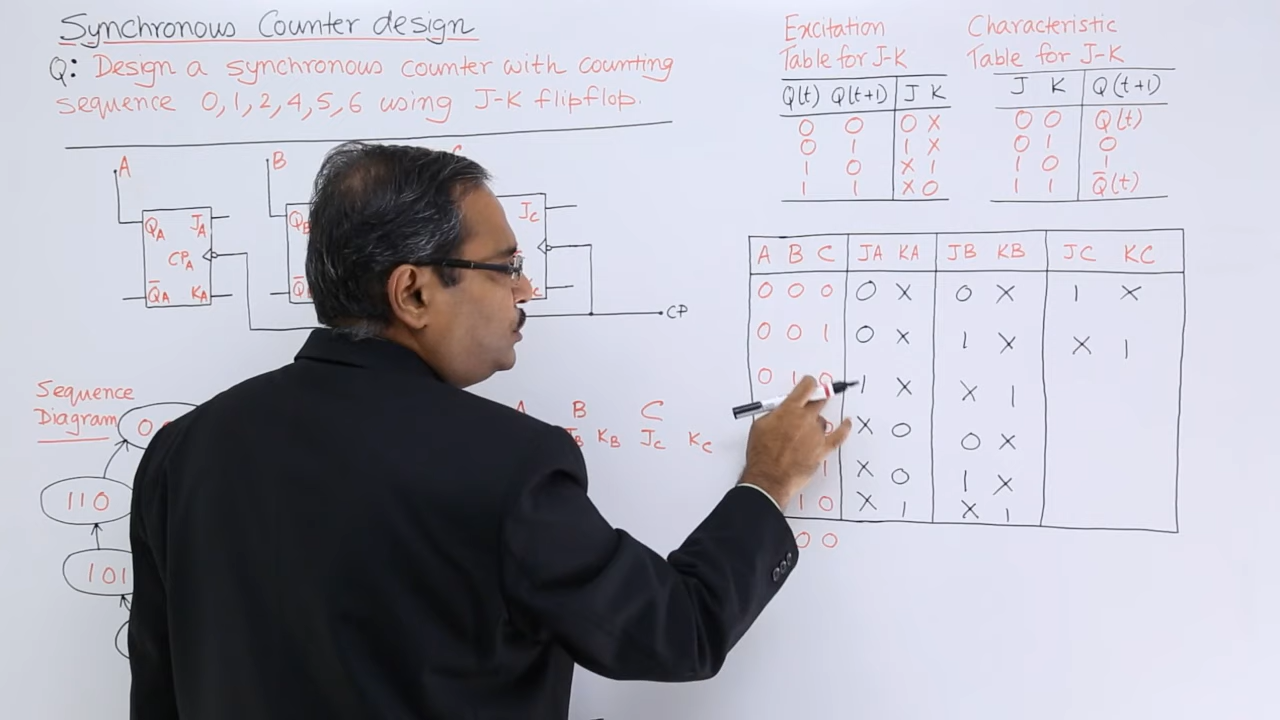 Synchronous Counter design
Q: Design a synchronous counter with counting
sequence 0,1,2,4,5,6 using J-K flipflop.
A
B
C
QA JA
CPA
Q̄A KA
QB
Q̄B
JC
KC
CP
Sequence
Diagram
110
101
A B C
JB KB JC KC
Excitation
Table for J-K
Q(t) Q(t+1) J K
0 0 0 X
0 1 1 X
1 0 X 1
1 1 X 0
Characteristic
Table for J-K
J K Q(t+1)
0 0 Q(t)
0 1 0
1 0 1
1 1 Q̄(t)
A B C JA KA JB KB JC KC
0 0 0 0 X 0 X 1 X
0 0 1 0 X 1 X X 1
0 1 0 1 X X 1
X 0 0 X
1 X 0 1 X
1 0 X 1 X 1
0 0